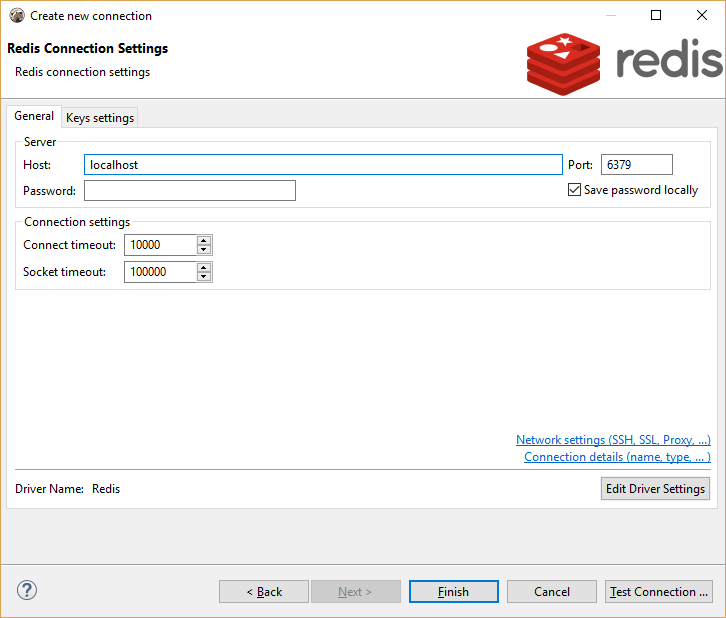 Create new connection
Redis Connection Settings
Redis connection settings
redis
General Keys settings
Server
Host: localhost Port: 6379
Password: Save password locally
Connection settings
Connect timeout: 10000
Socket timeout: 100000
Network settings (SSH, SSL, Proxy, ...)
Connection details (name, type, ... )
Driver Name: Redis Edit Driver Settings
? < Back Next > Finish Cancel Test Connection ...